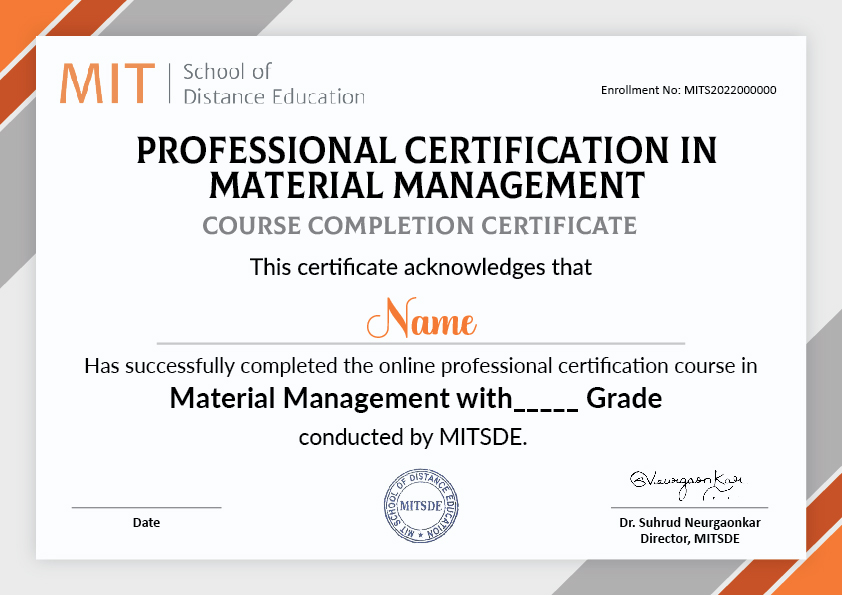 MIT School of
Distance Education
Enrollment No: MITS2022000000
PROFESSIONAL CERTIFICATION IN
MATERIAL MANAGEMENT
COURSE COMPLETION CERTIFICATE
This certificate acknowledges that
Name
Has successfully completed the online professional certification course in
Material Management with_____ Grade
conducted by MITSDE.
MIT SCHOOL OF DISTANCE EDUCATION
MITSDE
Date
Dr. Suhrud Neurgaonkar
Director, MITSDE